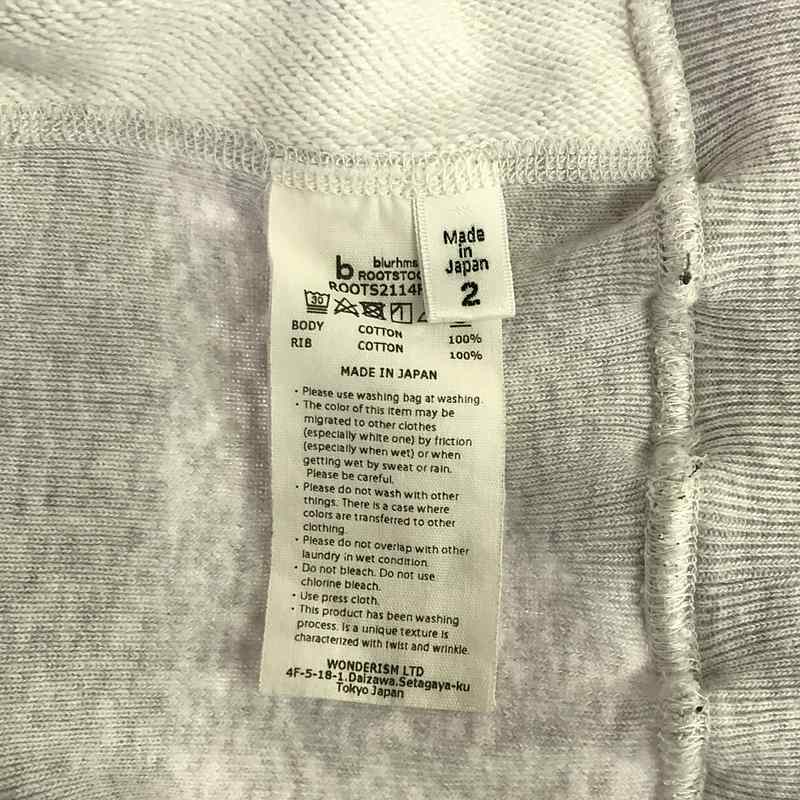 Made
in
Japan
2
b blurhms
ROOTSTOC
ROOTS2114
30
BODY COTTON 100%
RIB COTTON 100%
MADE IN JAPAN
・Please use washing bag at washing.
・The color of this item may be
migrated to other clothes
(especially white one) by friction
(especially when wet) or when
getting wet by sweat or rain.
Please be careful.
・Please do not wash with other
things. There is a case where
colors are transferred to other
clothing.
・Please do not overlap with other
laundry in wet condition.
・Do not bleach. Do not use
chlorine bleach.
・Use press cloth.
・This product has been washing
process. Is a unique texture is
characterized with twist and wrinkle.
WONDERISM LTD
4F-5-18-1.Daizawa.Setagaya-ku
Tokyo Japan